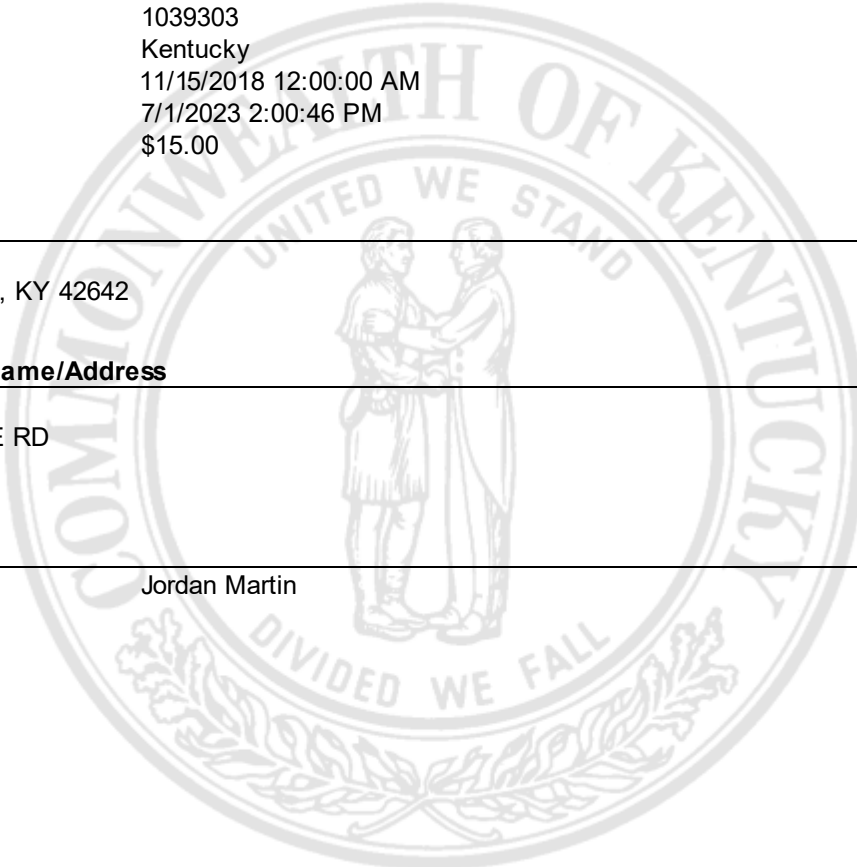 1039303
Kentucky
11/15/2018 12:00:00 AM
7/1/2023 2:00:46 PM
$15.00
COMMONWEALTH OF KENTUCKY
UNITED WE STAND
, KY 42642
ame/Address
E RD
Jordan Martin
DIVIDED WE FALL